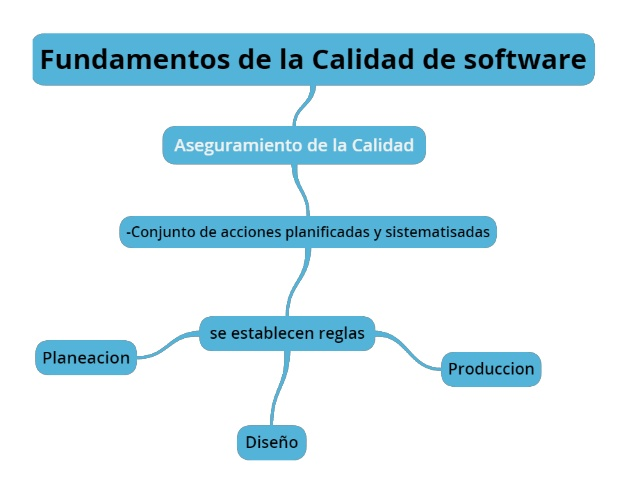 Fundamentos de la Calidad de software
Aseguramiento de la Calidad
-Conjunto de acciones planificadas y sistematisadas
se establecen reglas
Planeacion
Produccion
Diseño